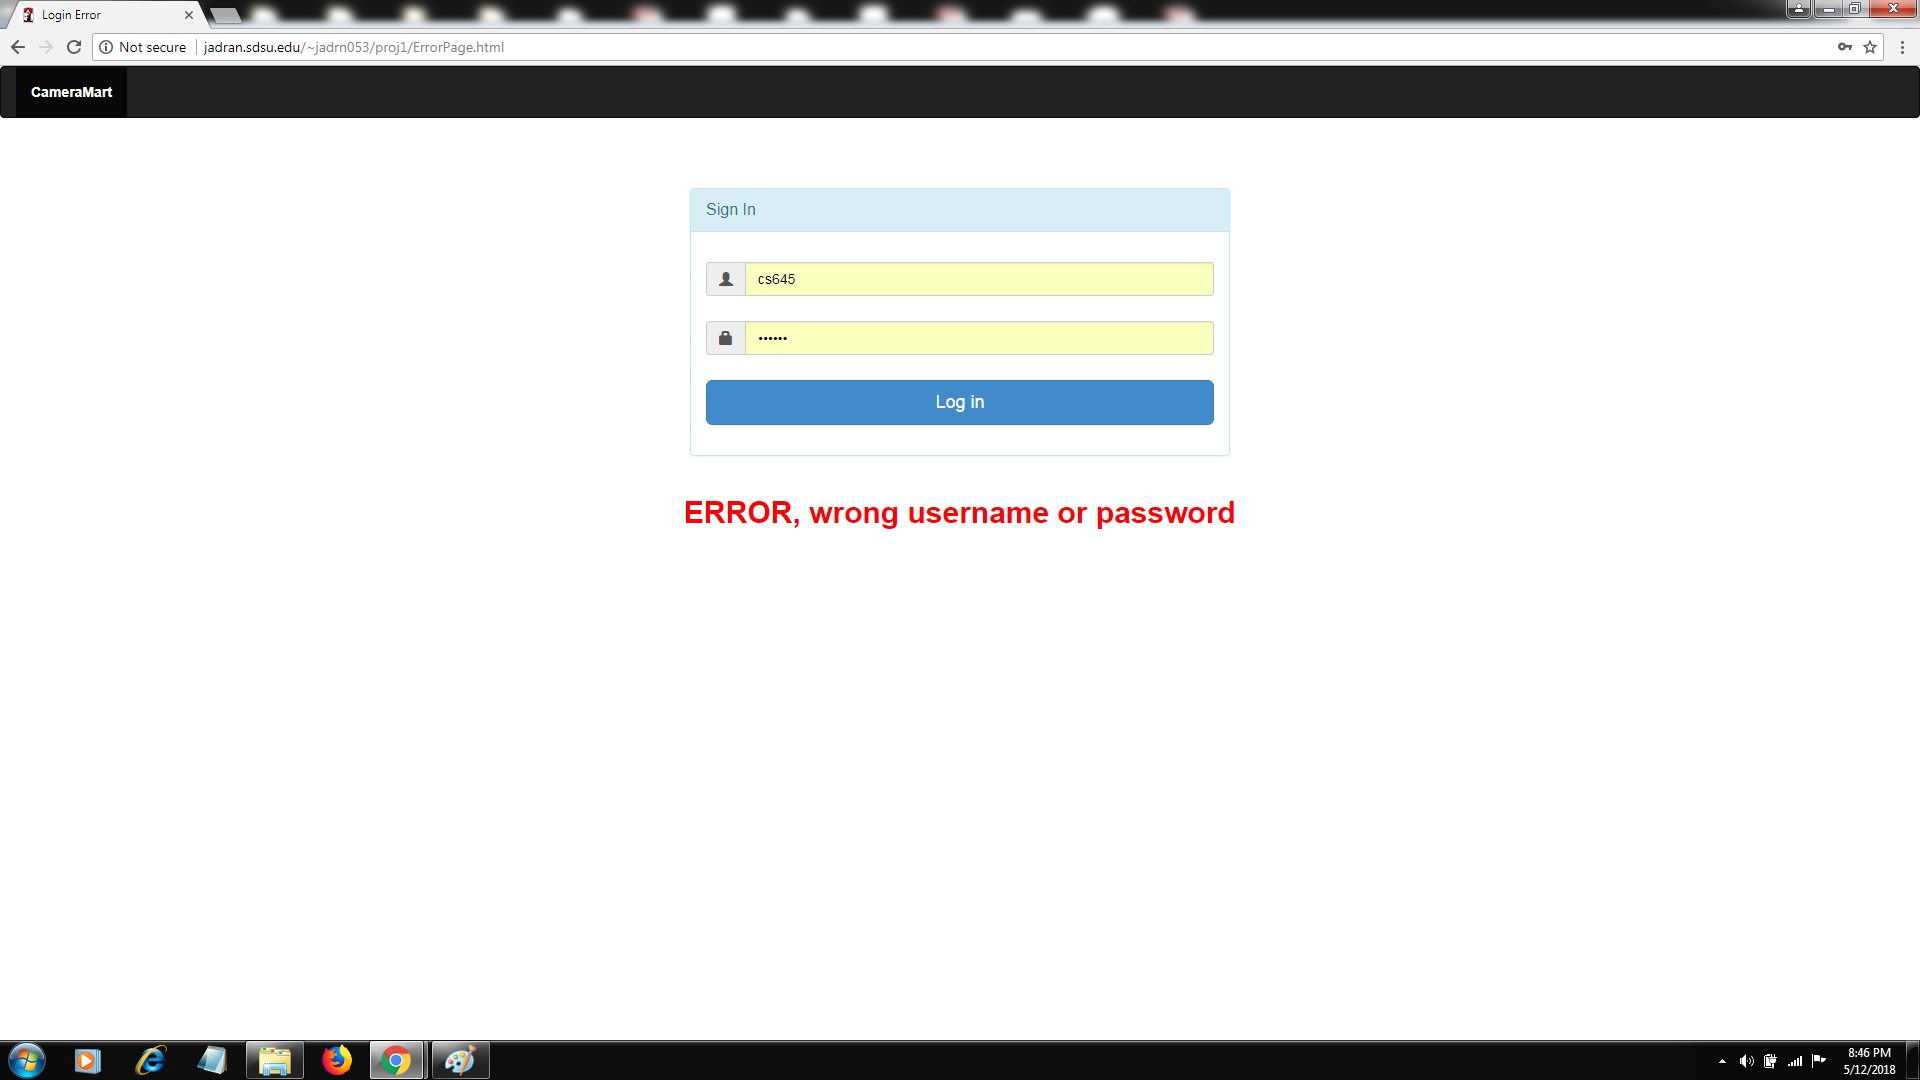 Login Error
Not secure
jadran.sdsu.edu/~jadrn053/proj1/ErrorPage.html
CameraMart
Sign In
cs645
••••••
Log in
ERROR, wrong username or password
8:46 PM
5/12/2018